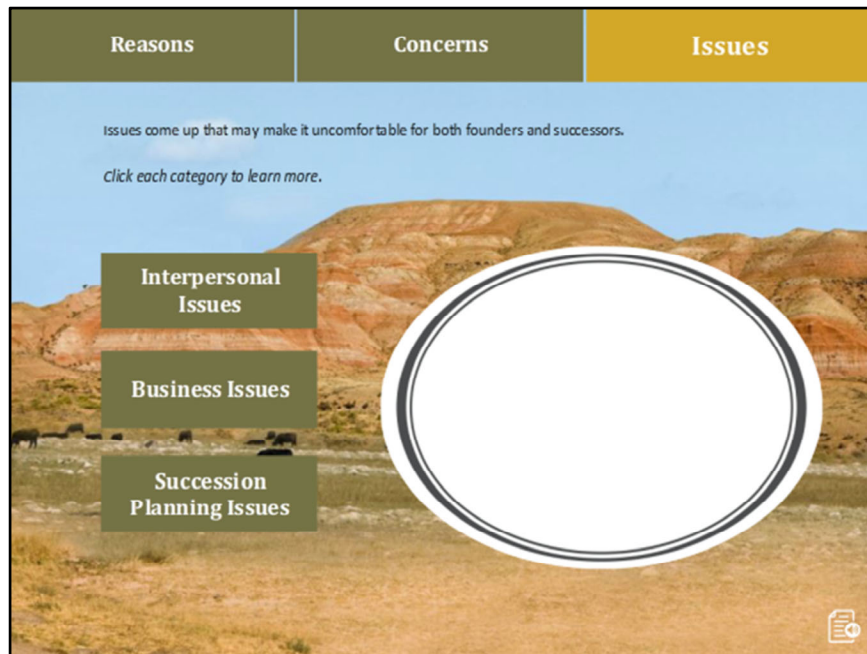 Reasons
Concerns
Issues
Issues come up that may make it uncomfortable for both founders and successors.
Click each category to learn more.
Interpersonal
Issues
Business Issues
Succession
Planning Issues